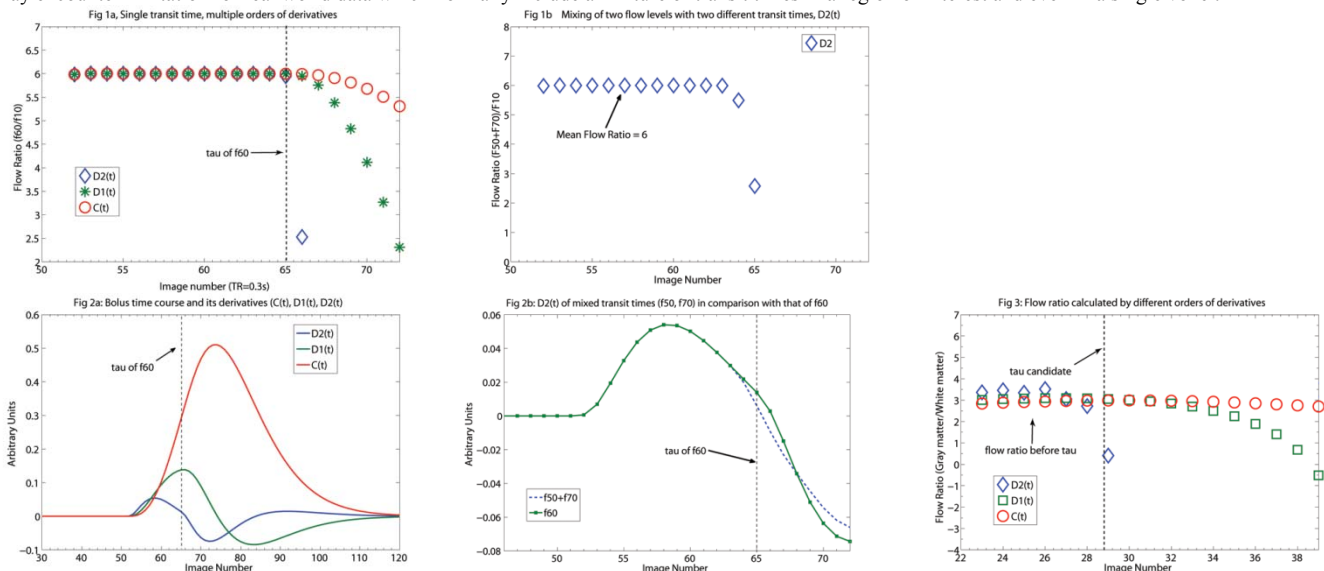 Fig 1a, Single transit time, multiple orders of derivatives
7
6.5
6
5.5
5
4.5
4
3.5
3
2.5
2
Flow Ratio (f60/f10)
tau of f60
D2(t)
D1(t)
C(t)
50 55 60 65 70
Image number (TR=0.3s)
Fig 1b Mixing of two flow levels with two different transit times, D2(t)
8
7
6
5
4
3
2
1
0
Flow Ratio (F50+F70)/F10
D2
Mean Flow Ratio = 6
50 52 54 56 58 60 62 64 66 68 70 72
Image Number
Fig 2a: Bolus time course and its derivatives (C(t), D1(t), D2(t)
0.6
0.5
0.4
0.3
0.2
0.1
0
−0.1
Arbitrary Units
tau of f60
D2(t)
D1(t)
C(t)
30 40 50 60 70 80 90 100 110 120
Image Number
Fig 2b: D2(t) of mixed transit times (f50, f70) in comparison with that of f60
0.06
0.04
0.02
0
−0.02
−0.04
−0.06
−0.08
Arbitrary Units
tau of f60
f50+f70
f60
50 55 60 65 70
Image Number
Fig 3: Flow ratio calculated by different orders of derivatives
7
6
5
4
3
2
1
0
−1
−2
−3
−4
Flow Ratio (Gray matter/White matter)
tau candidate
flow ratio before tau
D2(t)
D1(t)
C(t)
22 24 26 28 30 32 34 36 38
Image Number